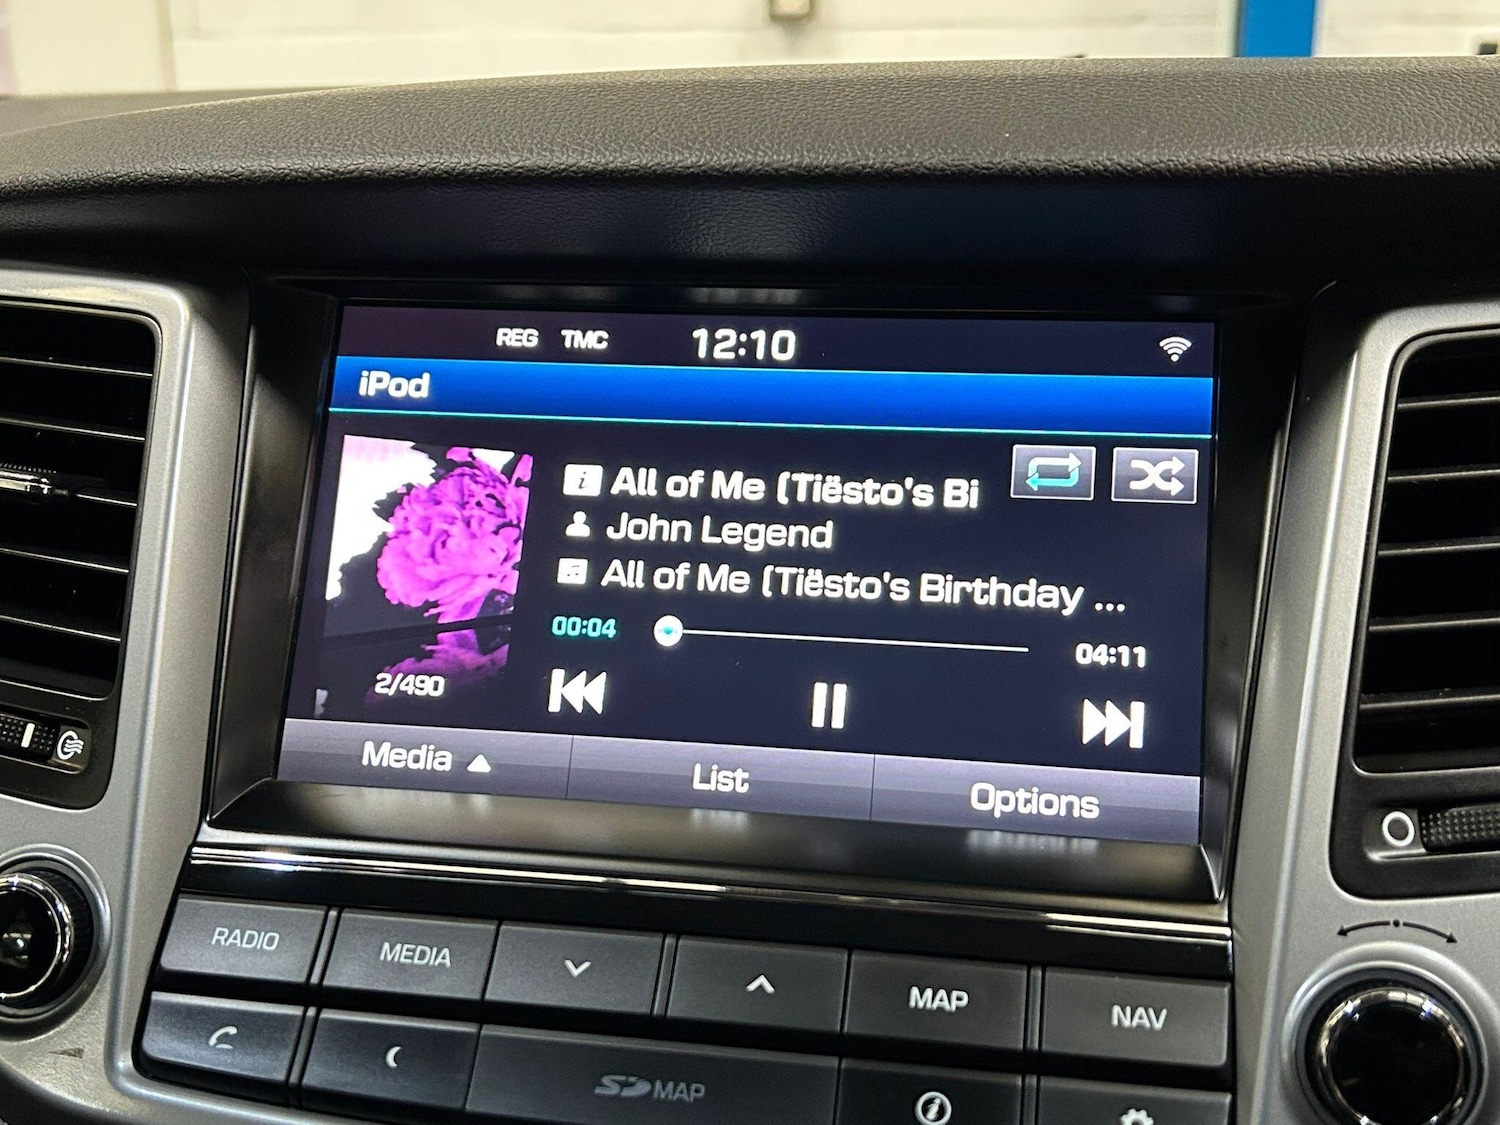 REG TMC 12:10
iPod
All of Me (Tiësto's Bi
John Legend
All of Me (Tiësto's Birthday ...
00:04 04:11
2/490
Media List Options
RADIO MEDIA MAP NAV
SD MAP